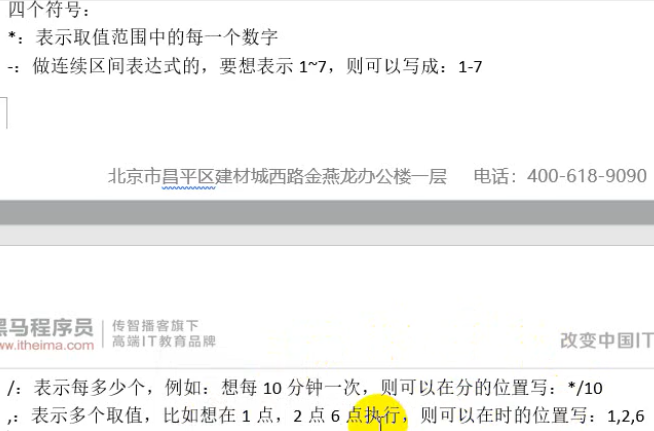 四个符号：
*：表示取值范围中的每一个数字
-：做连续区间表达式的，要想表示 1~7，则可以写成：1-7
北京市昌平区建材城西路金燕龙办公楼一层 电话：400-618-9090
黑马程序员
www.itheima.com
传智播客旗下
高端IT教育品牌
改变中国IT
/：表示每多少个，例如：想每 10 分钟一次，则可以在分的位置写：*/10
,：表示多个取值，比如想在 1 点，2 点 6 点执行，则可以在时的位置写：1,2,6